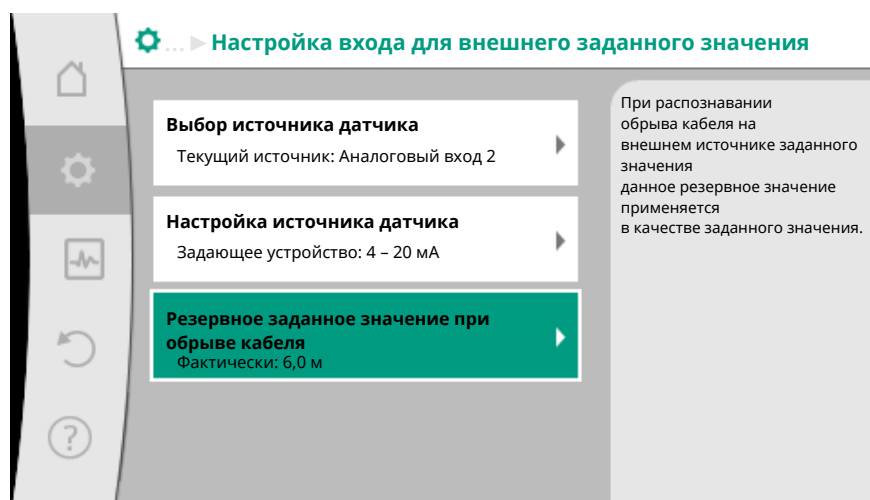 ... Настройка входа для внешнего заданного значения
Выбор источника датчика
Текущий источник: Аналоговый вход 2
Настройка источника датчика
Задающее устройство: 4 – 20 мА
Резервное заданное значение при
обрыве кабеля
Фактически: 6,0 м
При распознавании
обрыва кабеля на
внешнем источнике заданного
значения
данное резервное значение
применяется
в качестве заданного значения.
?